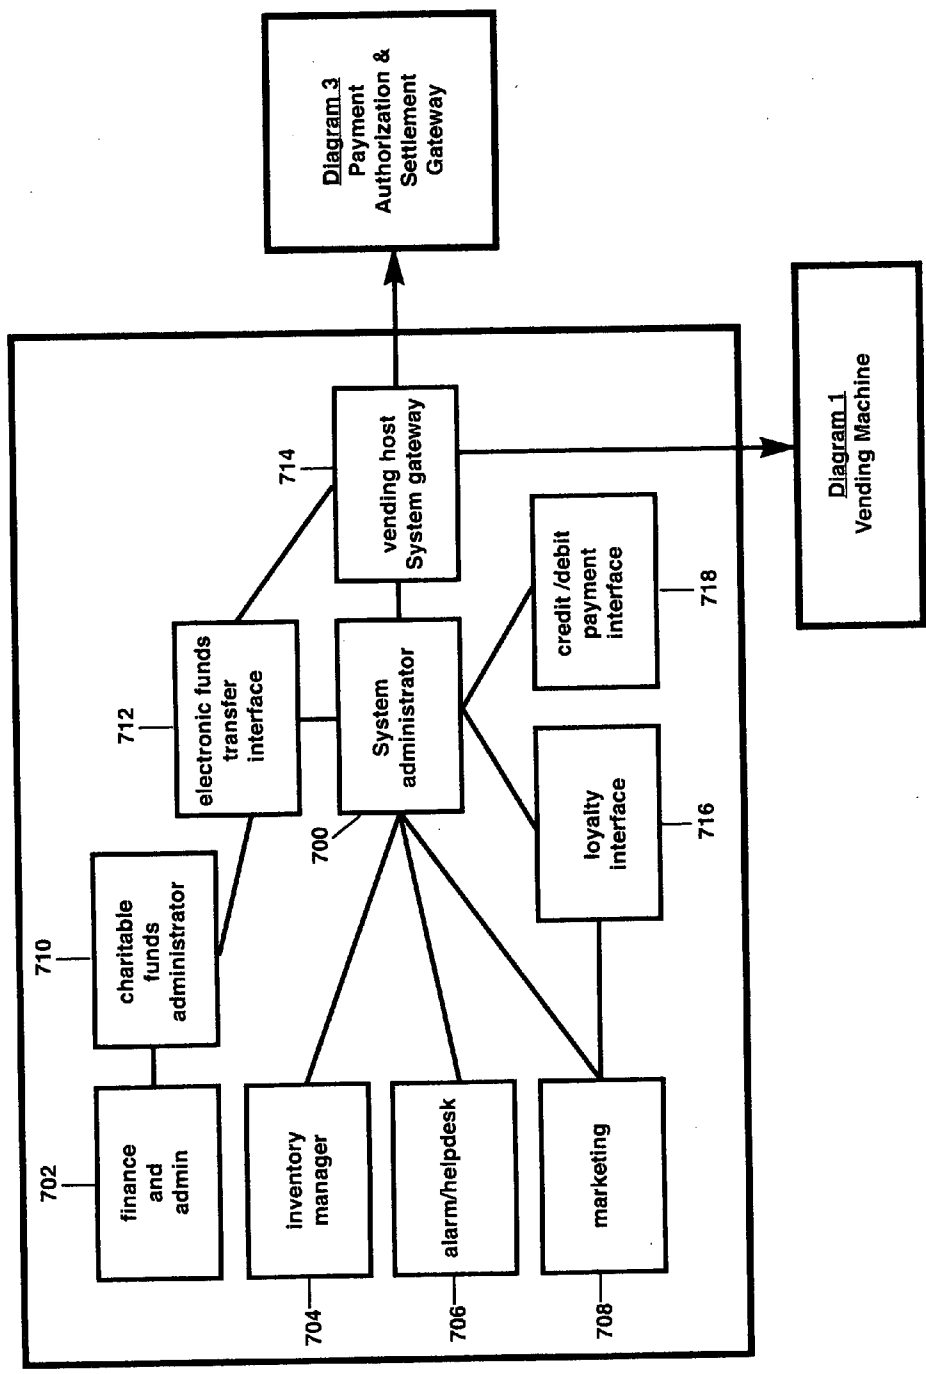 702
finance
and
admin
710
charitable
funds
administrator
712
electronic funds
transfer
interface
714
vending host
System gateway
Diagram 3
Payment
Authorization &
Settlement
Gateway
704
inventory
manager
700
System
administrator
706
alarm/helpdesk
708
marketing
loyalty
interface
716
credit /debit
payment
interface
718
Diagram 1
Vending Machine